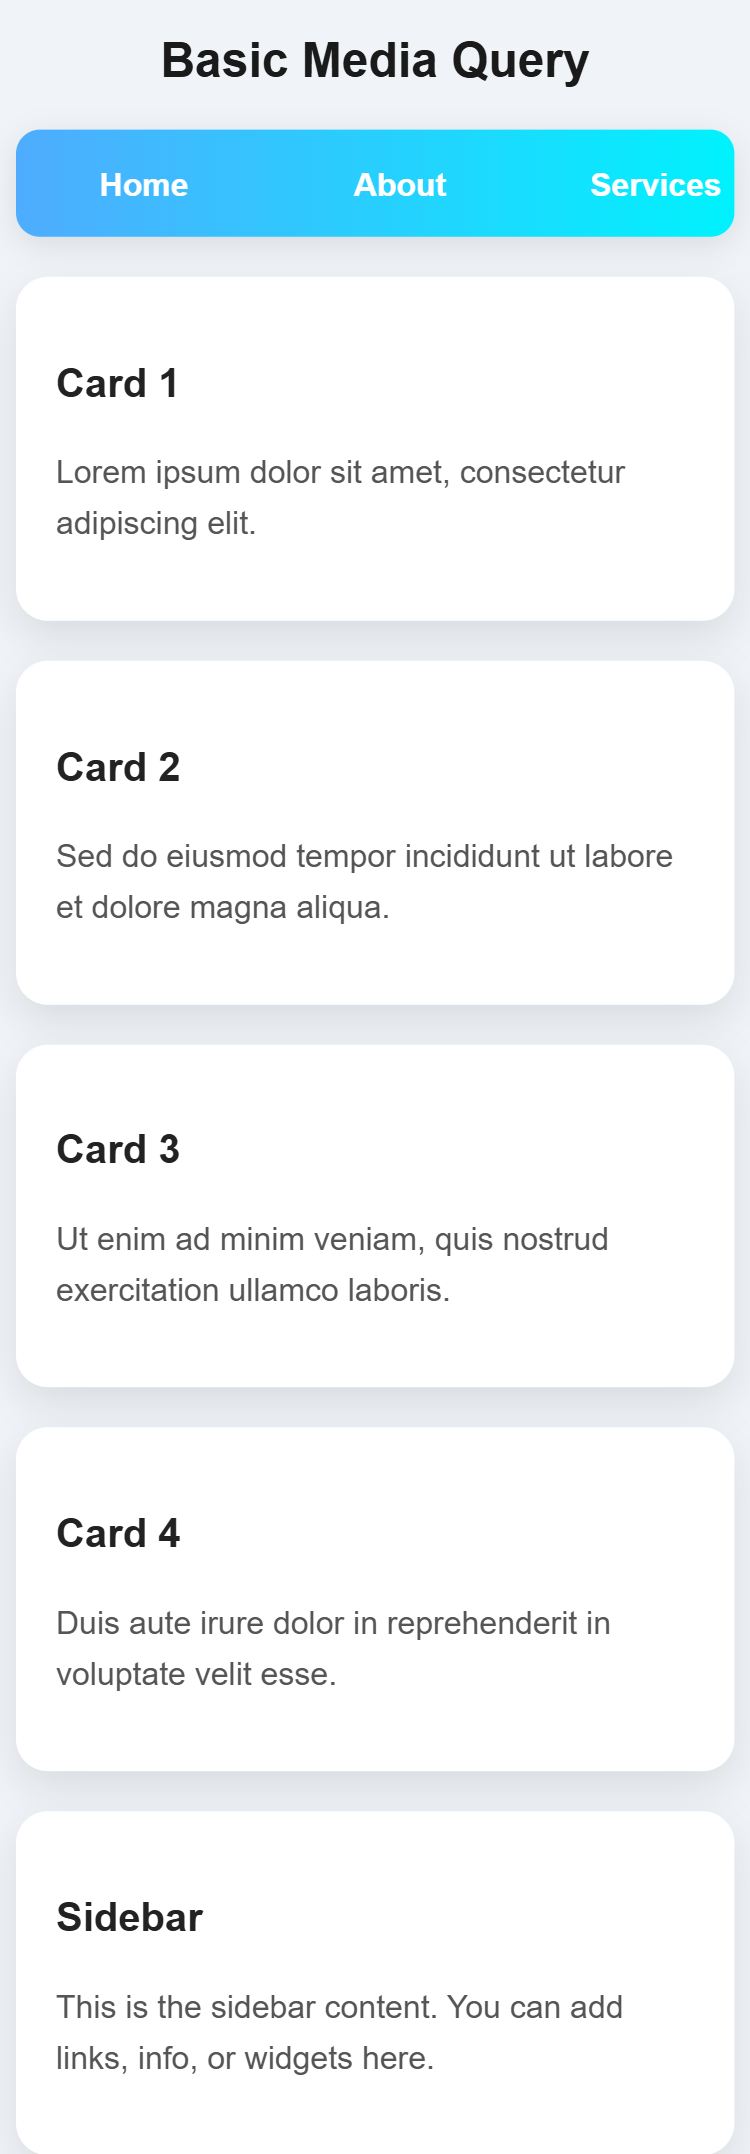 Basic Media Query
Home About Services
Card 1
Lorem ipsum dolor sit amet, consectetur
adipiscing elit.
Card 2
Sed do eiusmod tempor incididunt ut labore
et dolore magna aliqua.
Card 3
Ut enim ad minim veniam, quis nostrud
exercitation ullamco laboris.
Card 4
Duis aute irure dolor in reprehenderit in
voluptate velit esse.
Sidebar
This is the sidebar content. You can add
links, info, or widgets here.